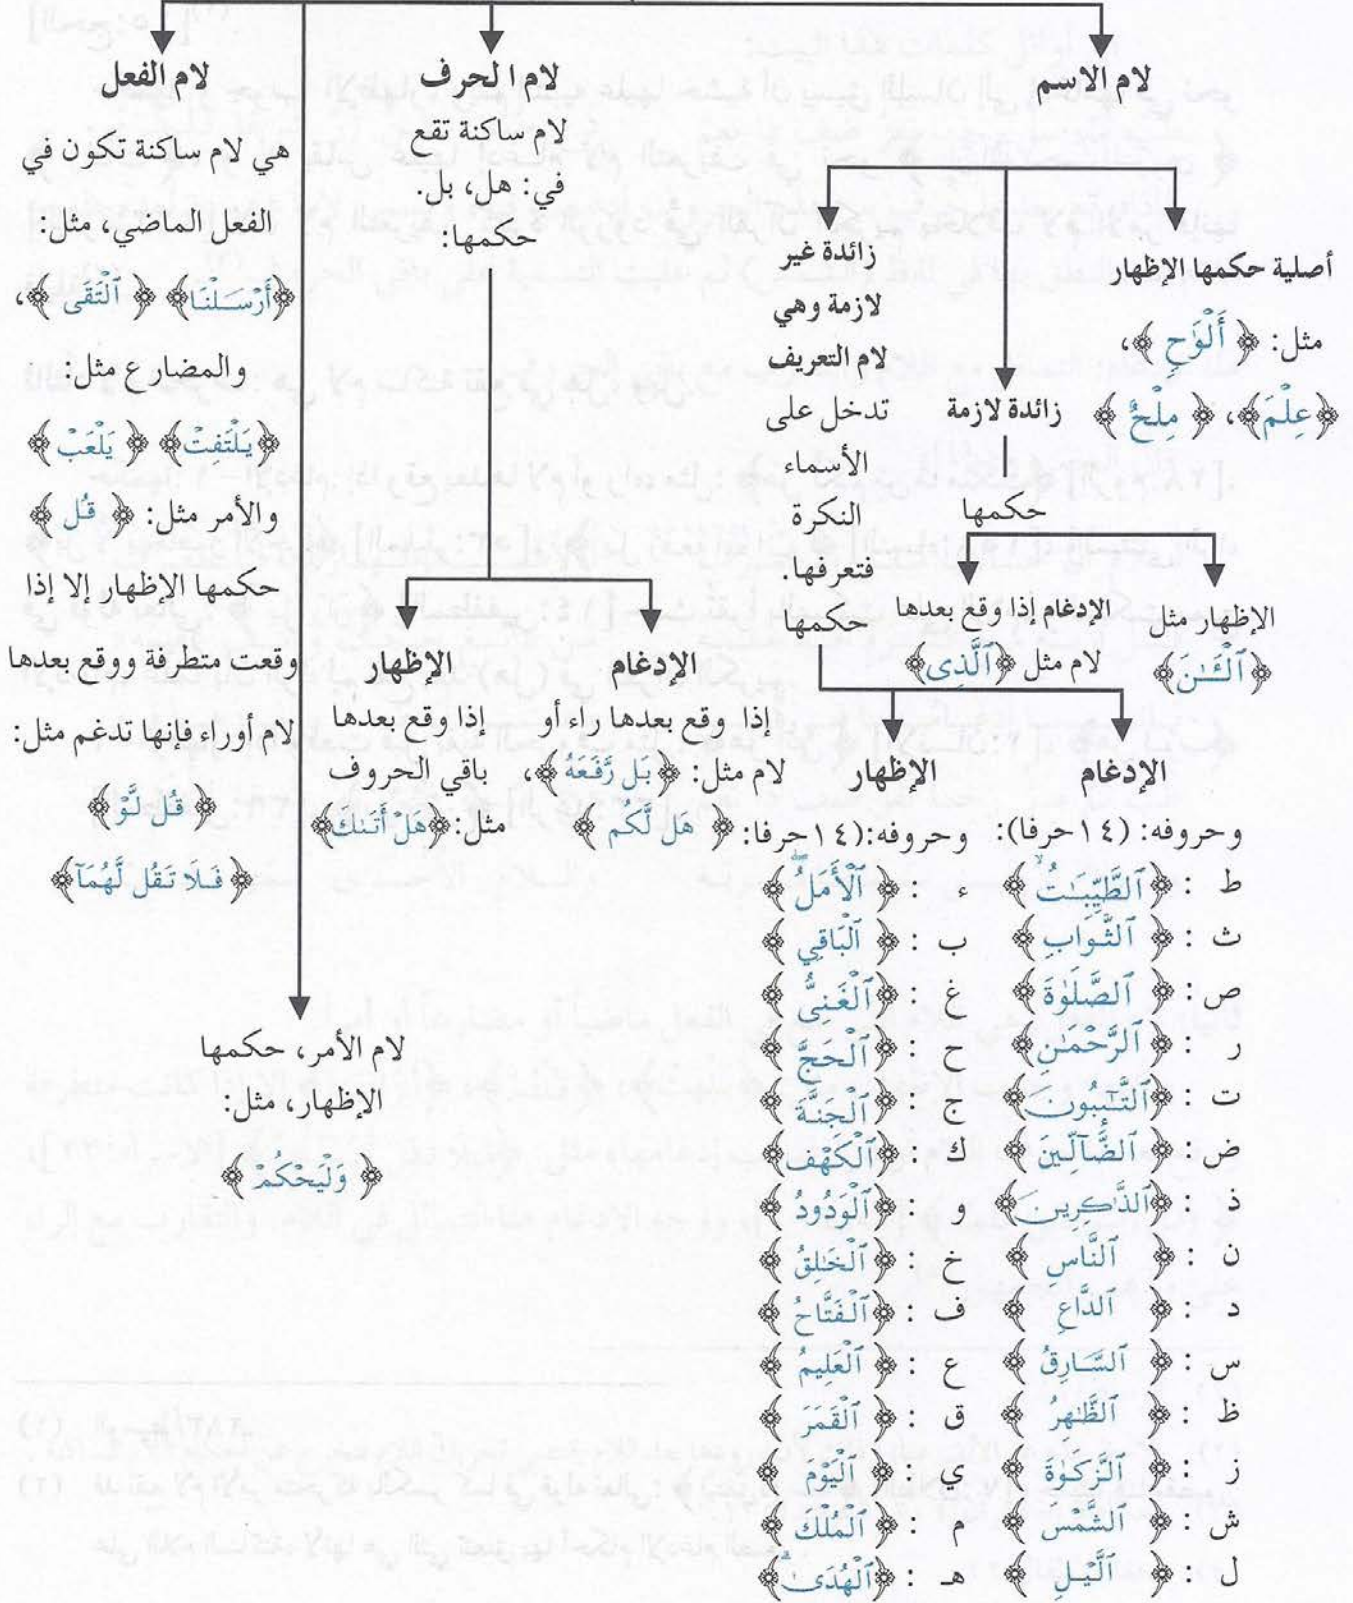 لام الاسم
لام الحرف
لام الفعل
أصلية حكمها الإظهار
مثل: ﴿ أَلْوَٰحٍ ﴾،
﴿عِلْمَ﴾، ﴿ مِلْحٌ ﴾
زائدة لازمة
حكمها
الإظهار مثل
﴿ٱلْـَٰٔنَ﴾
الإدغام إذا وقع بعدها
لام مثل ﴿ٱلَّذِى﴾
زائدة غير
لازمة وهي
لام التعريف
تدخل على
الأسماء
النكرة
فتعرفها.
حكمها
الإدغام
وحروفه: (١٤حرفا):
ط : ﴿ٱلطَّيِّبَـٰتُ﴾
ث : ﴿ ٱلثَّوَابِ ﴾
ص : ﴿ ٱلصَّلَوٰةَ ﴾
ر : ﴿ٱلرَّحْمَـٰنِ﴾
ت : ﴿ٱلتَّـٰٓئِبُونَ﴾
ض : ﴿ٱلضَّآلِّينَ ﴾
ذ : ﴿ٱلذَّٰكِرِينَ﴾
ن : ﴿ ٱلنَّاسِ ﴾
د : ﴿ ٱلدَّاعِ ﴾
س : ﴿ ٱلسَّارِقُ ﴾
ظ : ﴿ ٱلظَّـٰهِرُ ﴾
ز : ﴿ ٱلزَّكَوٰةَ ﴾
ش : ﴿ ٱلشَّمْسَ ﴾
ل : ﴿ ٱلَّيْلِ ﴾
الإظهار
وحروفه:(١٤حرفا):
ء : ﴿ ٱلْأَمَلُ ﴾
ب : ﴿ ٱلْبَاقِي ﴾
غ : ﴿ٱلْغَنِىُّ ﴾
ح : ﴿ ٱلْحَجَّ ﴾
ج : ﴿ٱلْجَنَّةَ ﴾
ك : ﴿ٱلْكَهْفِ﴾
و : ﴿ٱلْوَدُودُ ﴾
خ : ﴿ٱلْخَـٰلِقُ ﴾
ف : ﴿ٱلْفَتَّاحُ ﴾
ع : ﴿ ٱلْعَلِيمُ ﴾
ق : ﴿ ٱلْقَمَرَ ﴾
ي : ﴿ ٱلْيَوْمَ ﴾
م : ﴿ ٱلْمُلْكَ ﴾
هـ : ﴿ٱلْهُدَىٰ﴾
لام ساكنة تقع
في: هل، بل.
حكمها:
الإدغام
إذا وقع بعدها راء أو
لام مثل: ﴿بَل رَّفَعَهُ ﴾،
﴿ هَل لَّكُم ﴾
الإظهار
إذا وقع بعدها
باقي الحروف
مثل: ﴿هَلْ أَتَىٰكَ﴾
هي لام ساكنة تكون في
الفعل الماضي، مثل:
﴿أَرْسَلْنَا﴾ ﴿ ٱلْتَقَى ﴾،
والمضارع مثل:
﴿يَلْتَفِتْ﴾ ﴿ يَلْعَبْ ﴾
والأمر مثل: ﴿ قُل ﴾
حكمها الإظهار إلا إذا
وقعت متطرفة ووقع بعدها
لام أوراء فإنها تدغم مثل:
﴿ قُل لَّوْ ﴾
﴿ فَلَا تَقُل لَّهُمَآ﴾
لام الأمر، حكمها
الإظهار، مثل:
﴿ وَلْيَحْكُمْ ﴾